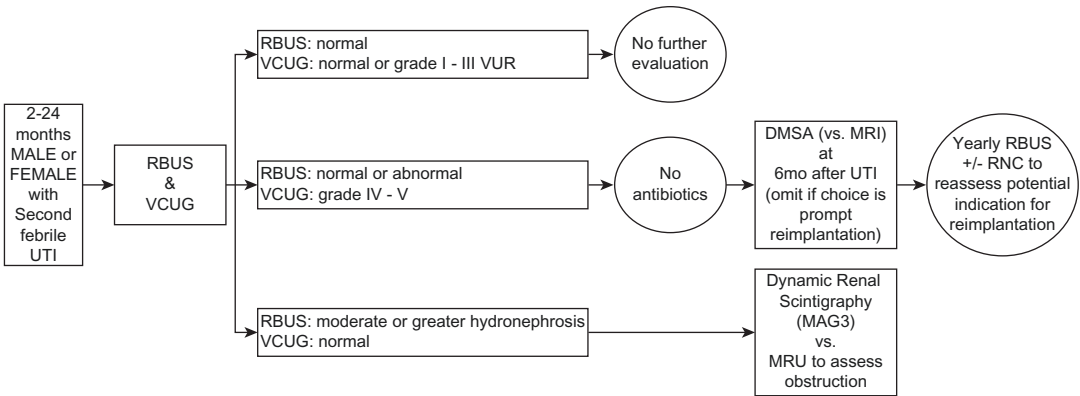 2-24
months
MALE or
FEMALE
with
Second
febrile
UTI
RBUS
&
VCUG
RBUS: normal
VCUG: normal or grade I - III VUR
No further
evaluation
RBUS: normal or abnormal
VCUG: grade IV - V
No
antibiotics
DMSA (vs. MRI)
at
6mo after UTI
(omit if choice is
prompt
reimplantation)
Yearly RBUS
+/- RNC to
reassess potential
indication for
reimplantation
RBUS: moderate or greater hydronephrosis
VCUG: normal
Dynamic Renal
Scintigraphy
(MAG3)
vs.
MRU to assess
obstruction